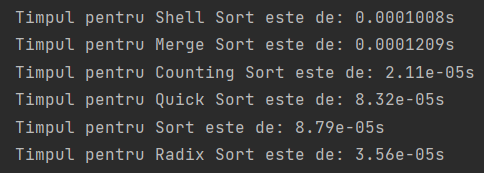 Timpul pentru Shell Sort este de: 0.0001008s
Timpul pentru Merge Sort este de: 0.0001209s
Timpul pentru Counting Sort este de: 2.11e-05s
Timpul pentru Quick Sort este de: 8.32e-05s
Timpul pentru Sort este de: 8.79e-05s
Timpul pentru Radix Sort este de: 3.56e-05s